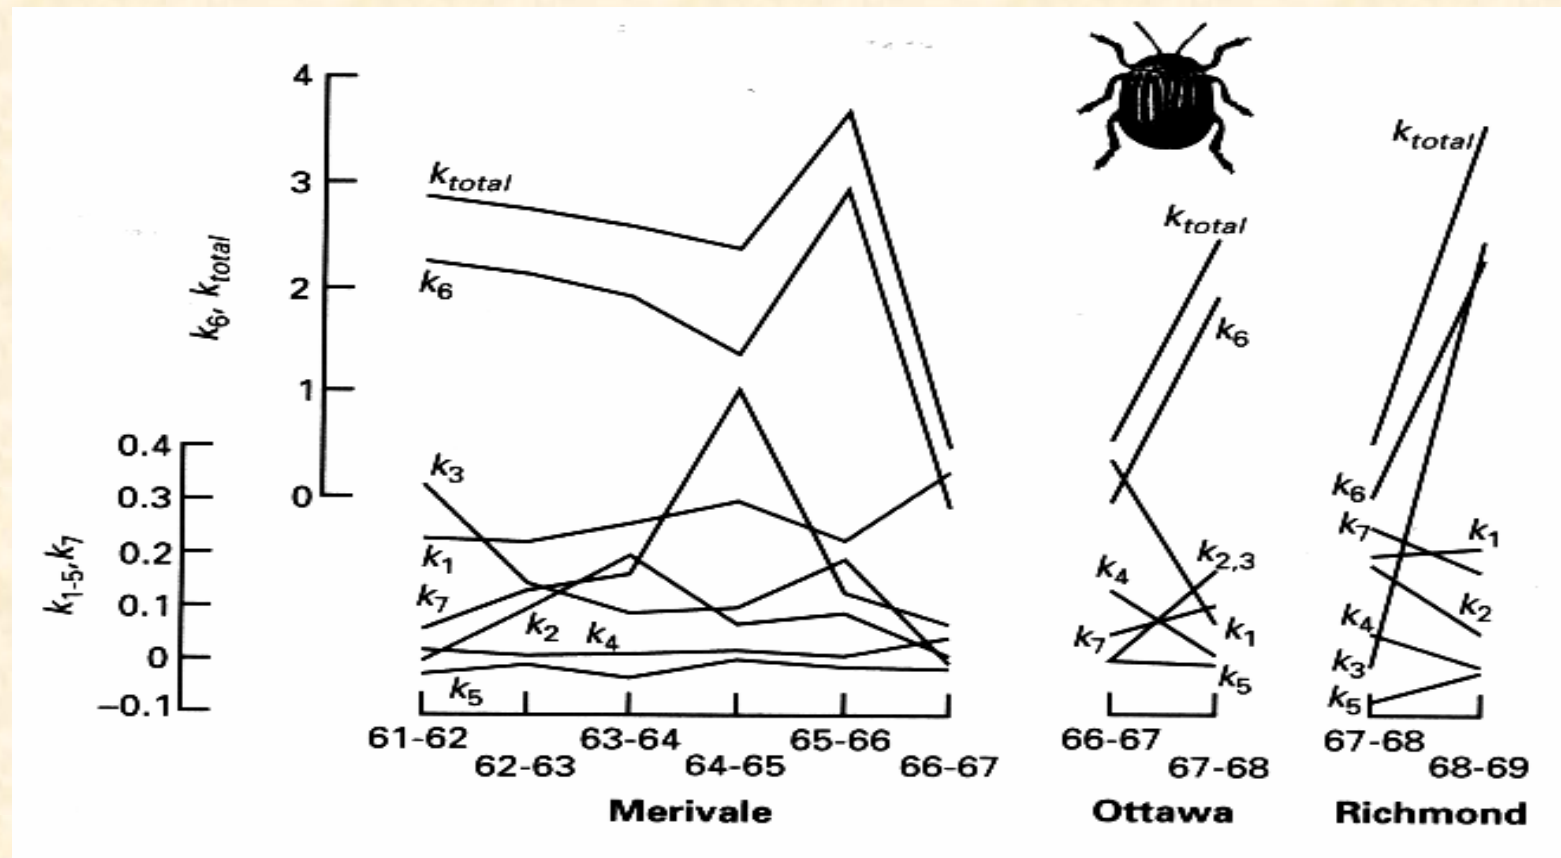 4
3
2
1
0
k6, ktotal
0.4
0.3
0.2
0.1
0
−0.1
k1-5,k7
ktotal
k6
k3
k1
k7
k2
k4
k5
61-62
62-63
63-64
64-65
65-66
66-67
Merivale
ktotal
k6
k2,3
k4
k7
k1
k5
66-67
67-68
Ottawa
ktotal
k6
k7
k1
k2
k4
k3
k5
67-68
68-69
Richmond